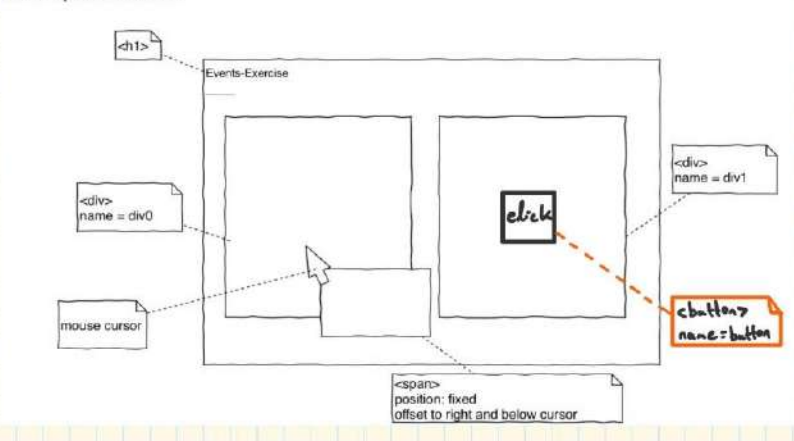 <h1>
Events-Exercise
<div>
name = div0
click
<div>
name = div1
mouse cursor
<button>
name=button
<span>
position: fixed
offset to right and below cursor